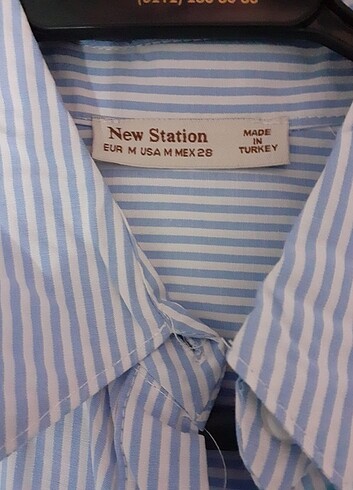 New Station
EUR M USA M MEX 28
MADE
IN
TURKEY